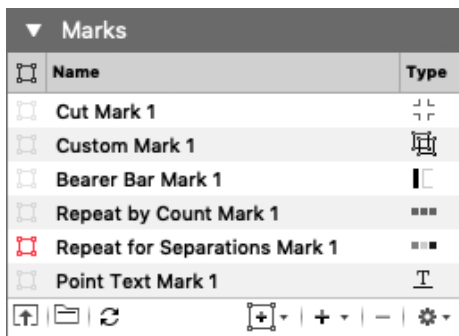 Marks
Name Type
Cut Mark 1
Custom Mark 1
Bearer Bar Mark 1
Repeat by Count Mark 1
Repeat for Separations Mark 1
Point Text Mark 1